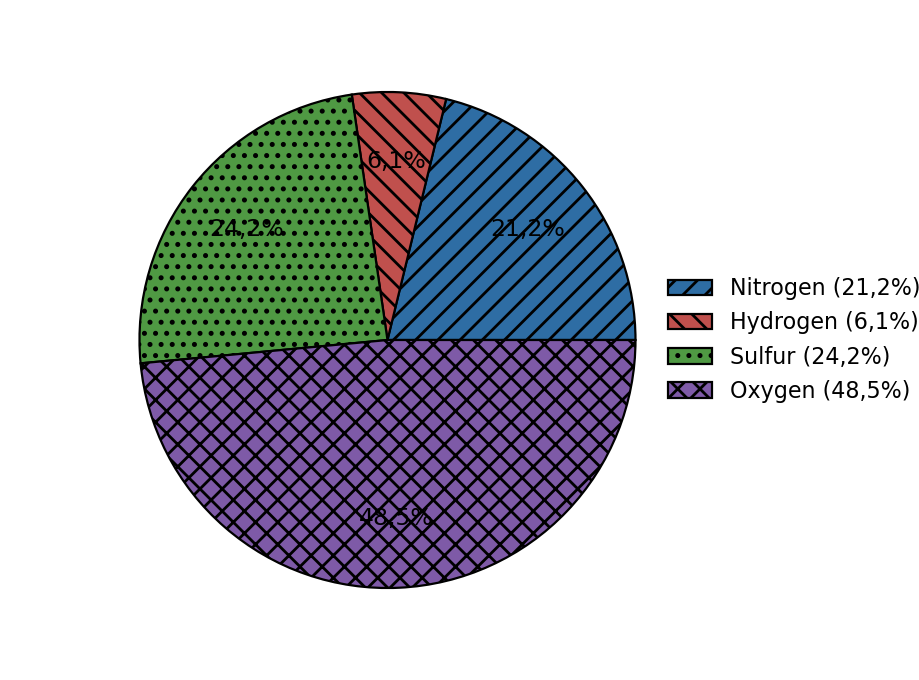 6,1%
24,2%
21,2%
48,5%
Nitrogen (21,2%)
Hydrogen (6,1%)
Sulfur (24,2%)
Oxygen (48,5%)